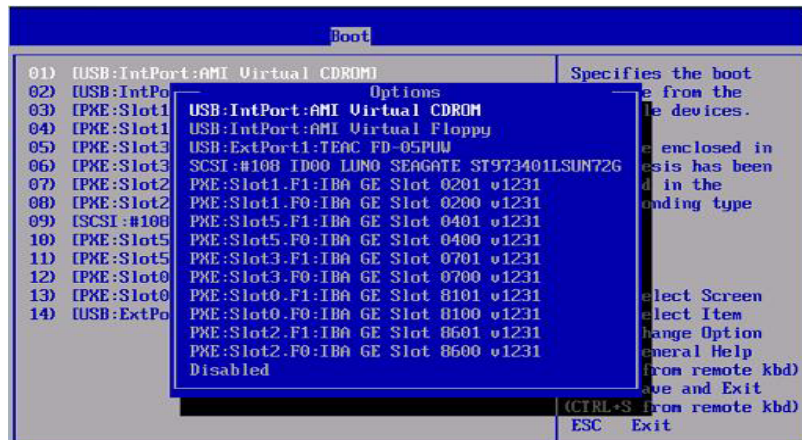 Boot
01) [USB:IntPort:AMI Virtual CDROM]
02) [USB:IntPo
03) [PXE:Slot1
04) [PXE:Slot1
05) [PXE:Slot3
06) [PXE:Slot3
07) [PXE:Slot2
08) [PXE:Slot2
09) [SCSI:#108
10) [PXE:Slot5
11) [PXE:Slot5
12) [PXE:Slot0
13) [PXE:Slot0
14) [USB:ExtPo
Options
USB:IntPort:AMI Virtual CDROM
USB:IntPort:AMI Virtual Floppy
USB:ExtPort1:TEAC FD-05PUW
SCSI:#108 ID00 LUN0 SEAGATE ST973401LSUN72G
PXE:Slot1.F1:IBA GE Slot 0201 v1231
PXE:Slot1.F0:IBA GE Slot 0200 v1231
PXE:Slot5.F1:IBA GE Slot 0401 v1231
PXE:Slot5.F0:IBA GE Slot 0400 v1231
PXE:Slot3.F1:IBA GE Slot 0701 v1231
PXE:Slot3.F0:IBA GE Slot 0700 v1231
PXE:Slot0.F1:IBA GE Slot 8101 v1231
PXE:Slot0.F0:IBA GE Slot 8100 v1231
PXE:Slot2.F1:IBA GE Slot 8601 v1231
PXE:Slot2.F0:IBA GE Slot 8600 v1231
Disabled
Specifies the boot
e from the
le devices.
e enclosed in
esis has been
d in the
onding type
elect Screen
elect Item
hange Option
eneral Help
from remote kbd)
ave and Exit
(CTRL+S from remote kbd)
ESC Exit